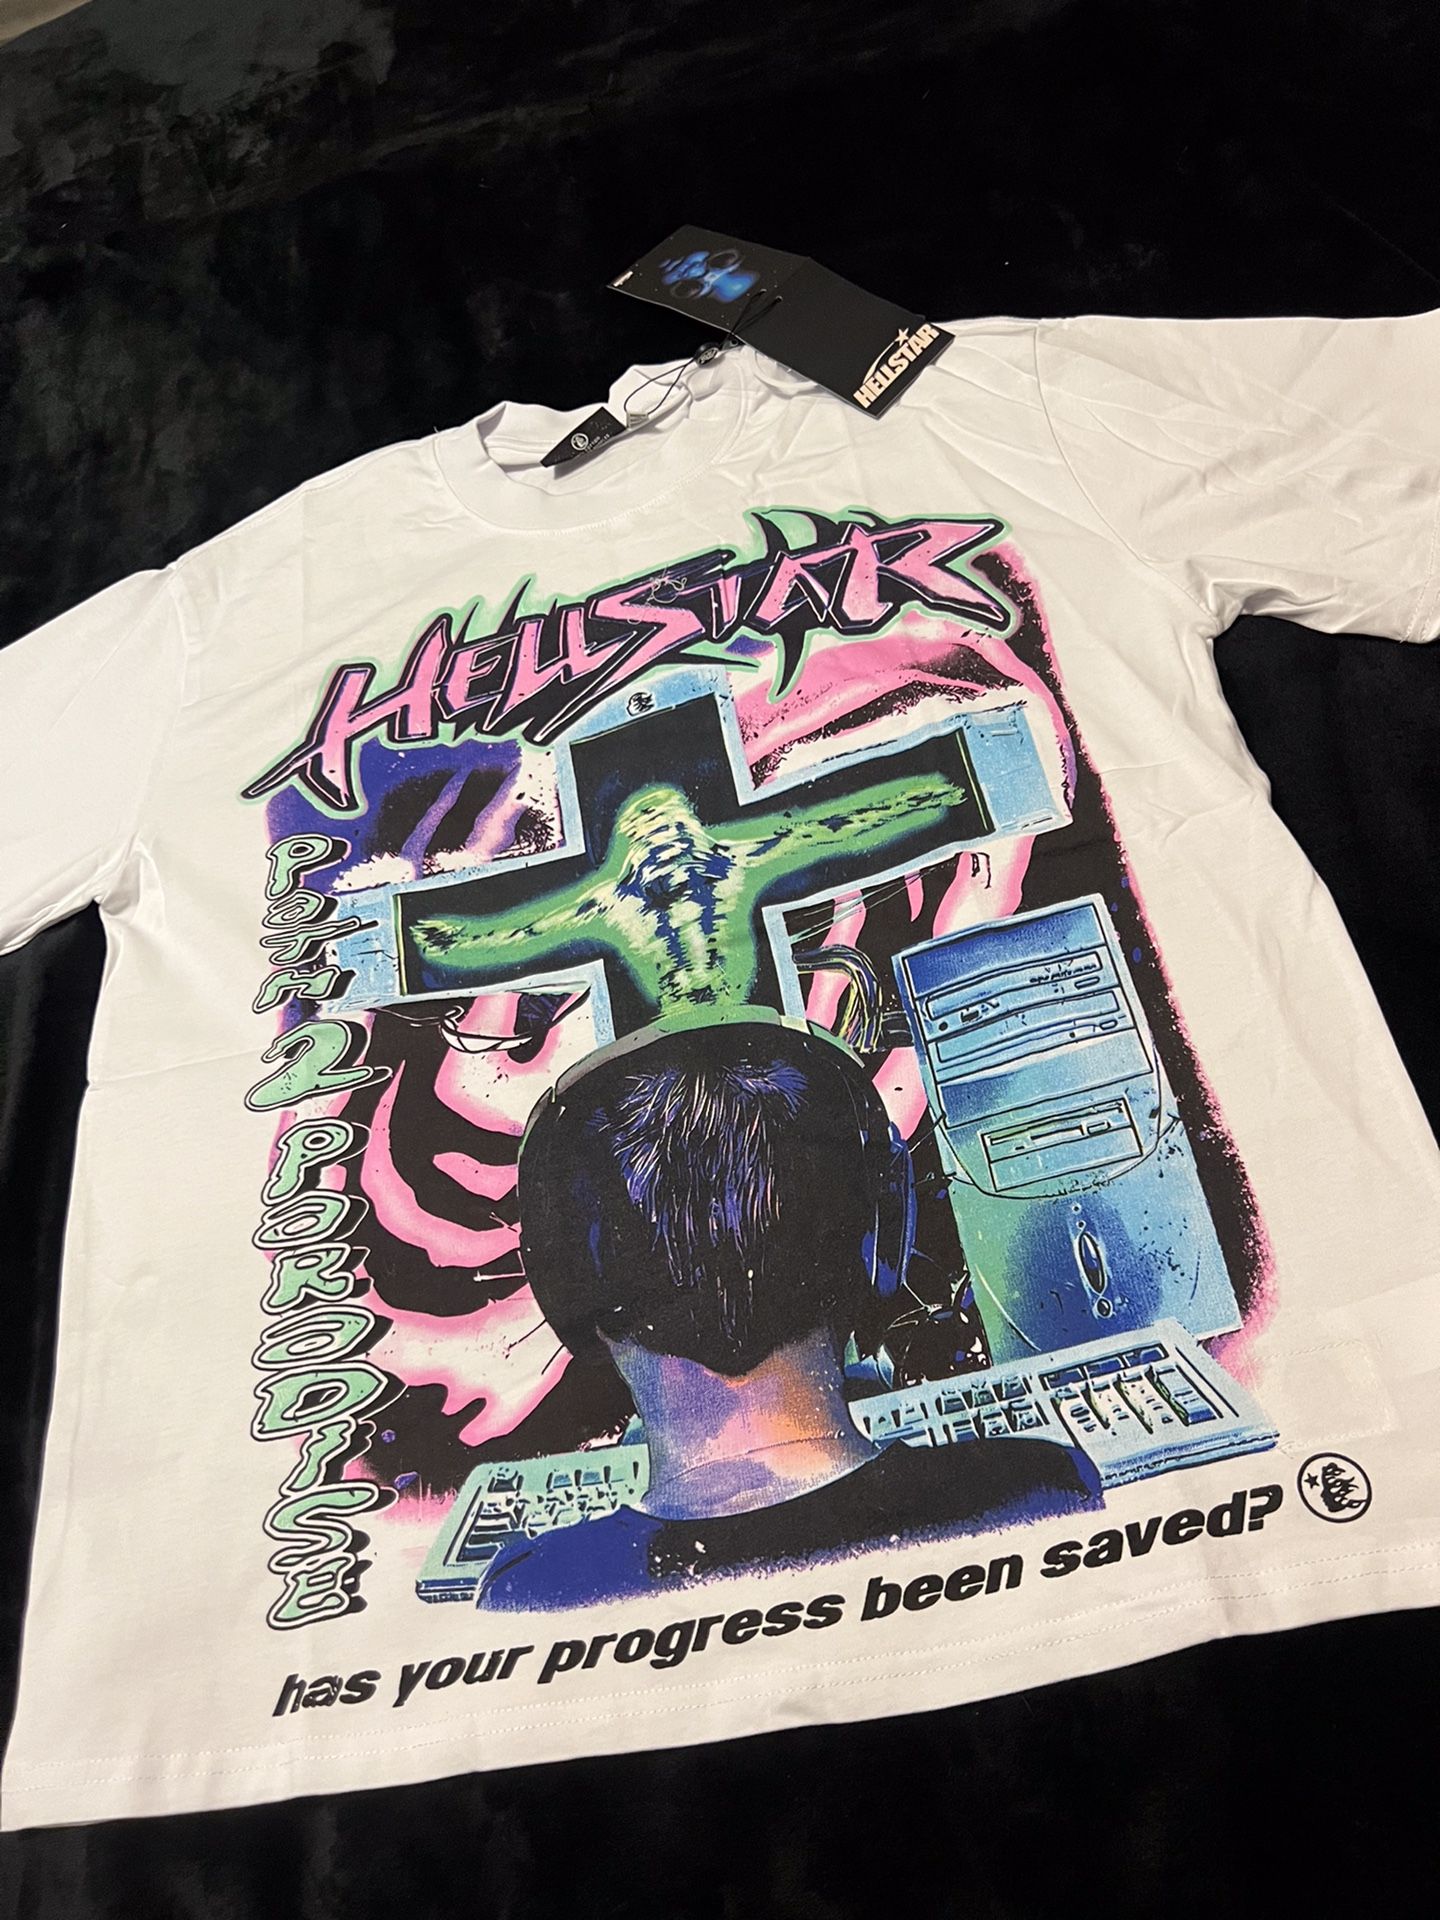 HELLSTAR
HELLSTAR
PaTH
2
PaRaDISE
has your progress been saved?